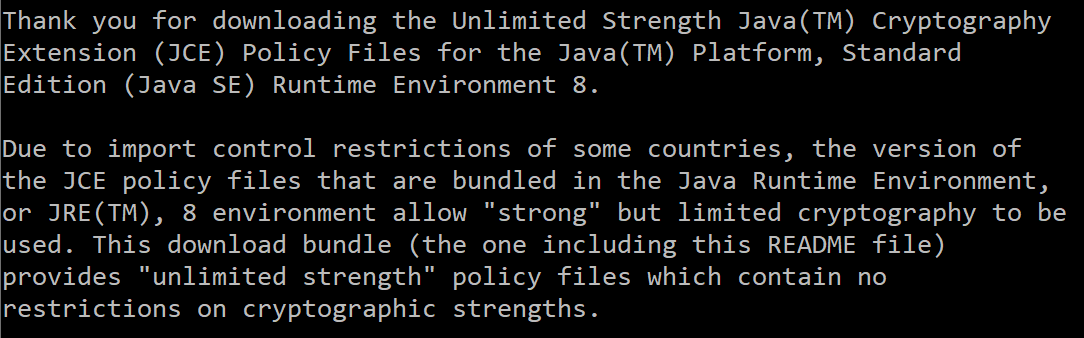 Thank you for downloading the Unlimited Strength Java(TM) Cryptography
Extension (JCE) Policy Files for the Java(TM) Platform, Standard
Edition (Java SE) Runtime Environment 8.

Due to import control restrictions of some countries, the version of
the JCE policy files that are bundled in the Java Runtime Environment,
or JRE(TM), 8 environment allow "strong" but limited cryptography to be
used. This download bundle (the one including this README file)
provides "unlimited strength" policy files which contain no
restrictions on cryptographic strengths.